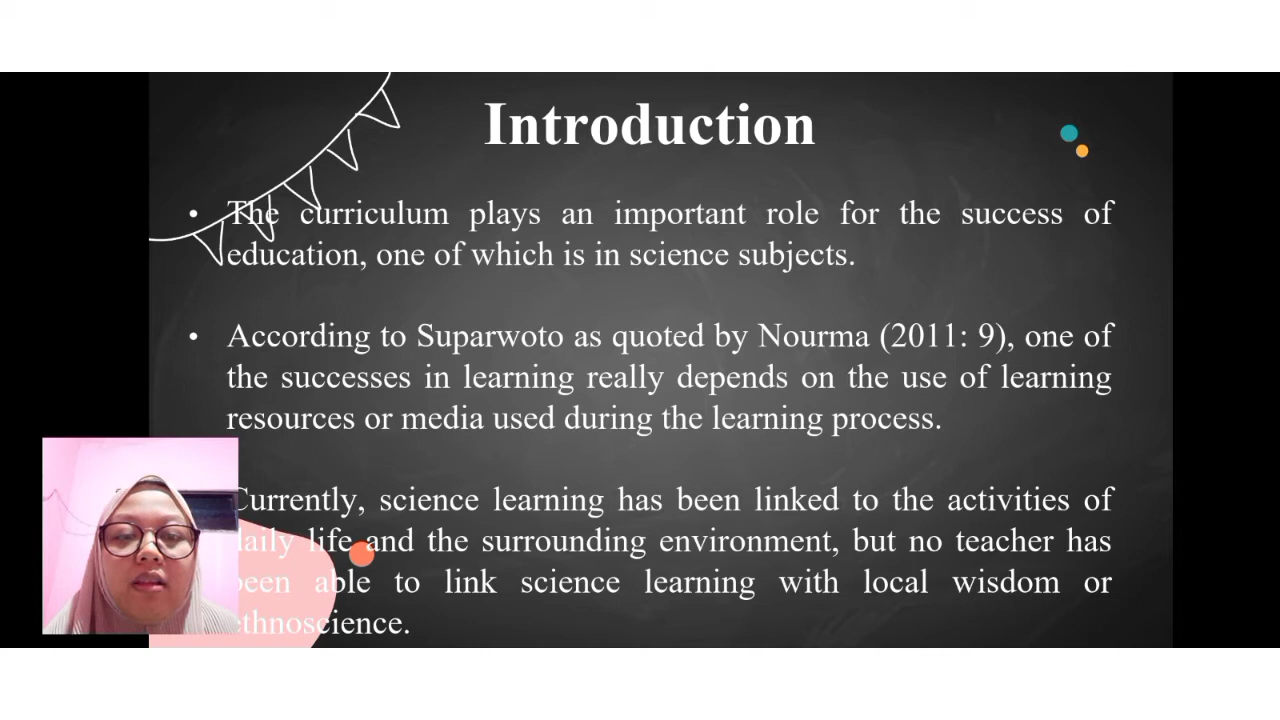 Introduction
• The curriculum plays an important role for the success of
education, one of which is in science subjects.
• According to Suparwoto as quoted by Nourma (2011: 9), one of
the successes in learning really depends on the use of learning
resources or media used during the learning process.
Currently, science learning has been linked to the activities of
daily life and the surrounding environment, but no teacher has
been able to link science learning with local wisdom or
ethnoscience.